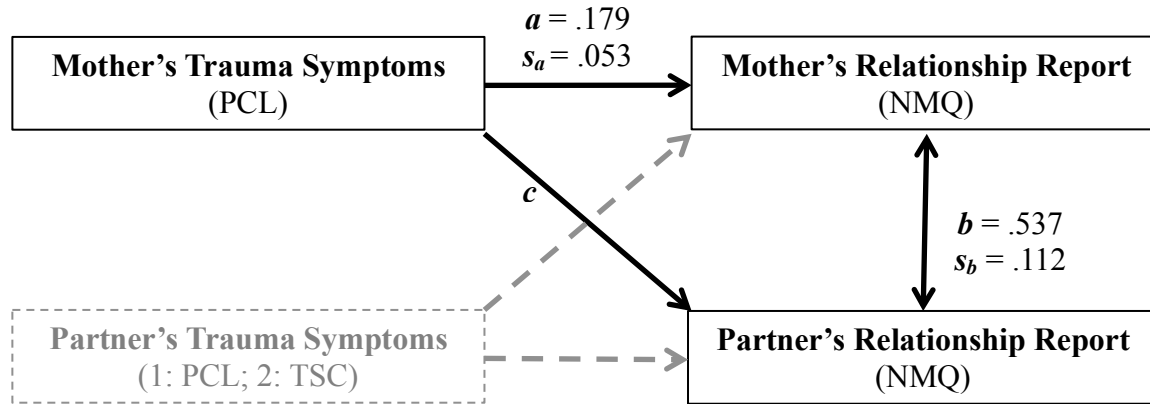 a = .179
sₐ = .053
Mother’s Trauma Symptoms
(PCL)
Mother’s Relationship Report
(NMQ)
c
b = .537
s_b = .112
Partner’s Trauma Symptoms
(1: PCL; 2: TSC)
Partner’s Relationship Report
(NMQ)